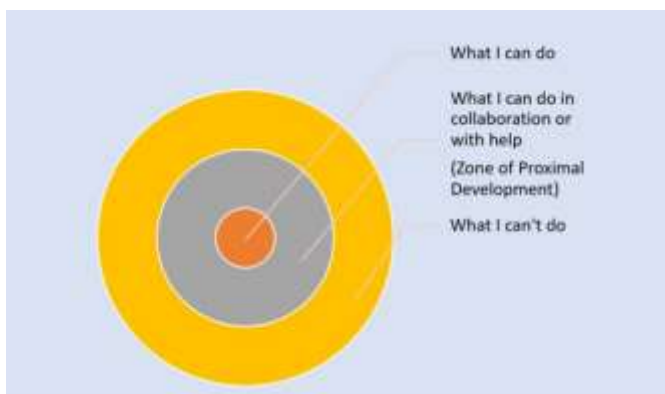 What I can do
What I can do in
collaboration or
with help
(Zone of Proximal
Development)
What I can't do